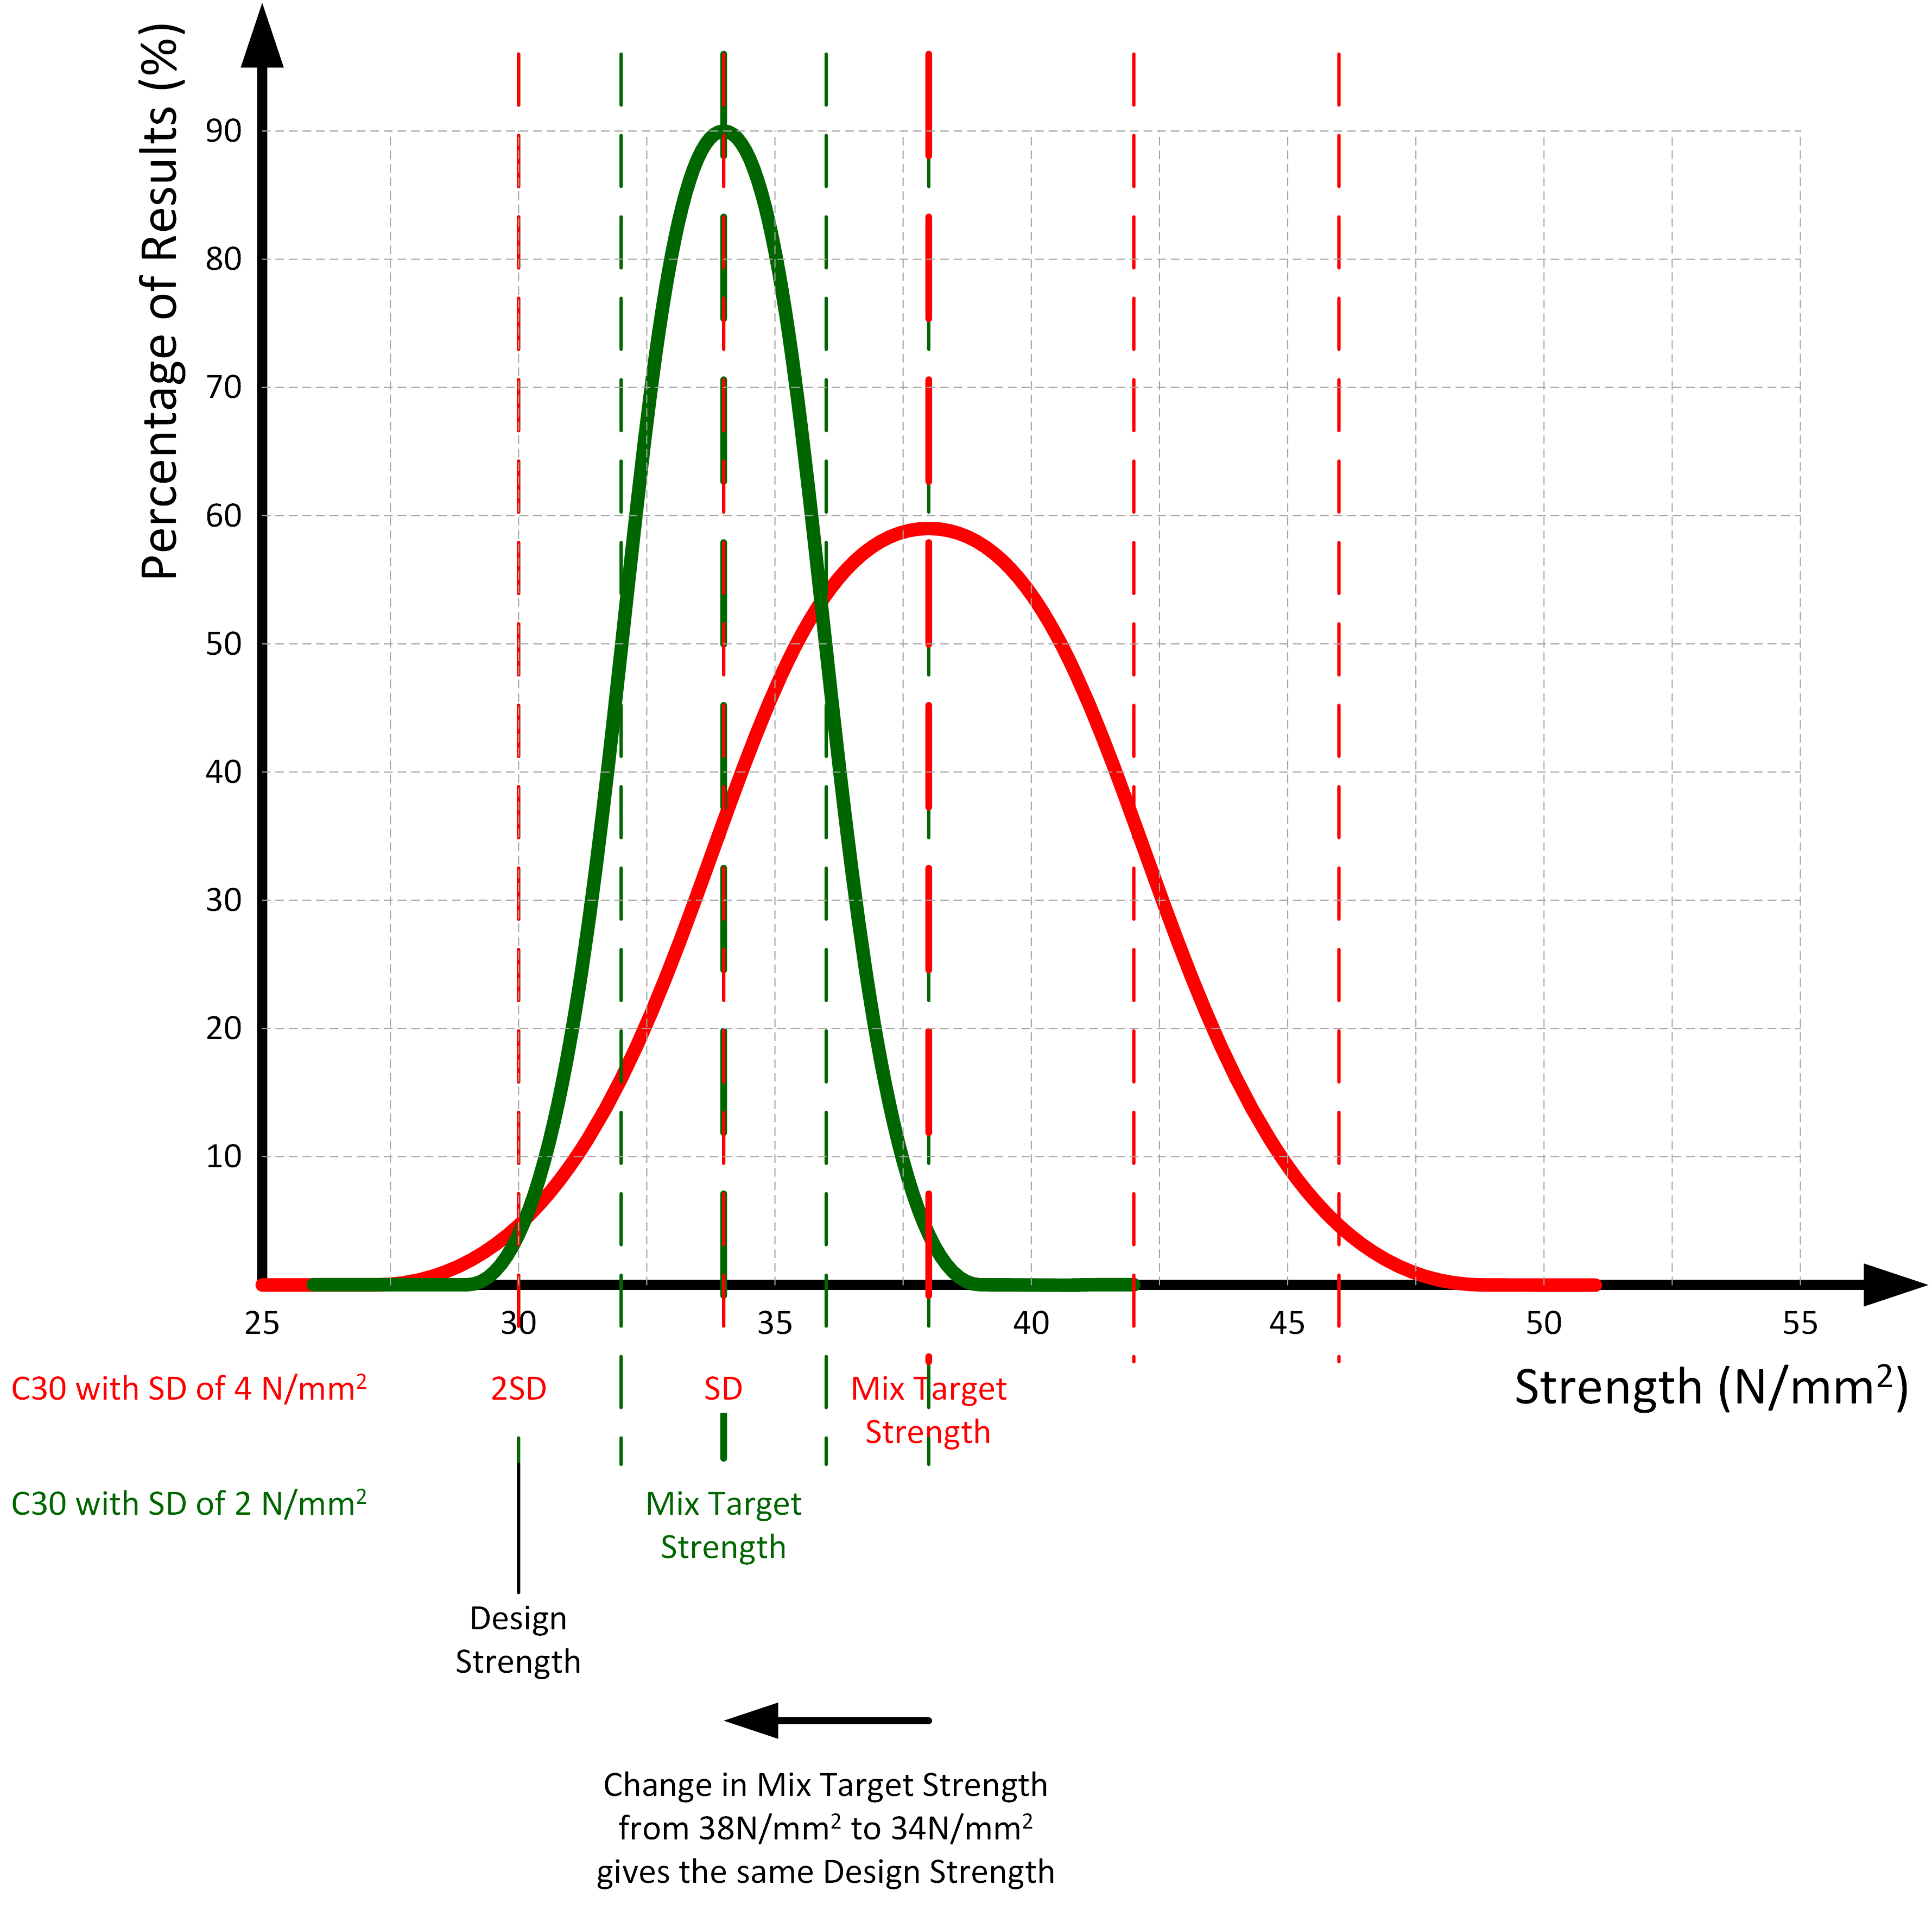 Percentage of Results (%)
90
80
70
60
50
40
30
20
10
25 30 35 40 45 50 55
Strength (N/mm²)
C30 with SD of 4 N/mm² 2SD SD Mix Target
Strength
C30 with SD of 2 N/mm² Mix Target
Strength
Design
Strength
Change in Mix Target Strength
from 38N/mm² to 34N/mm²
gives the same Design Strength